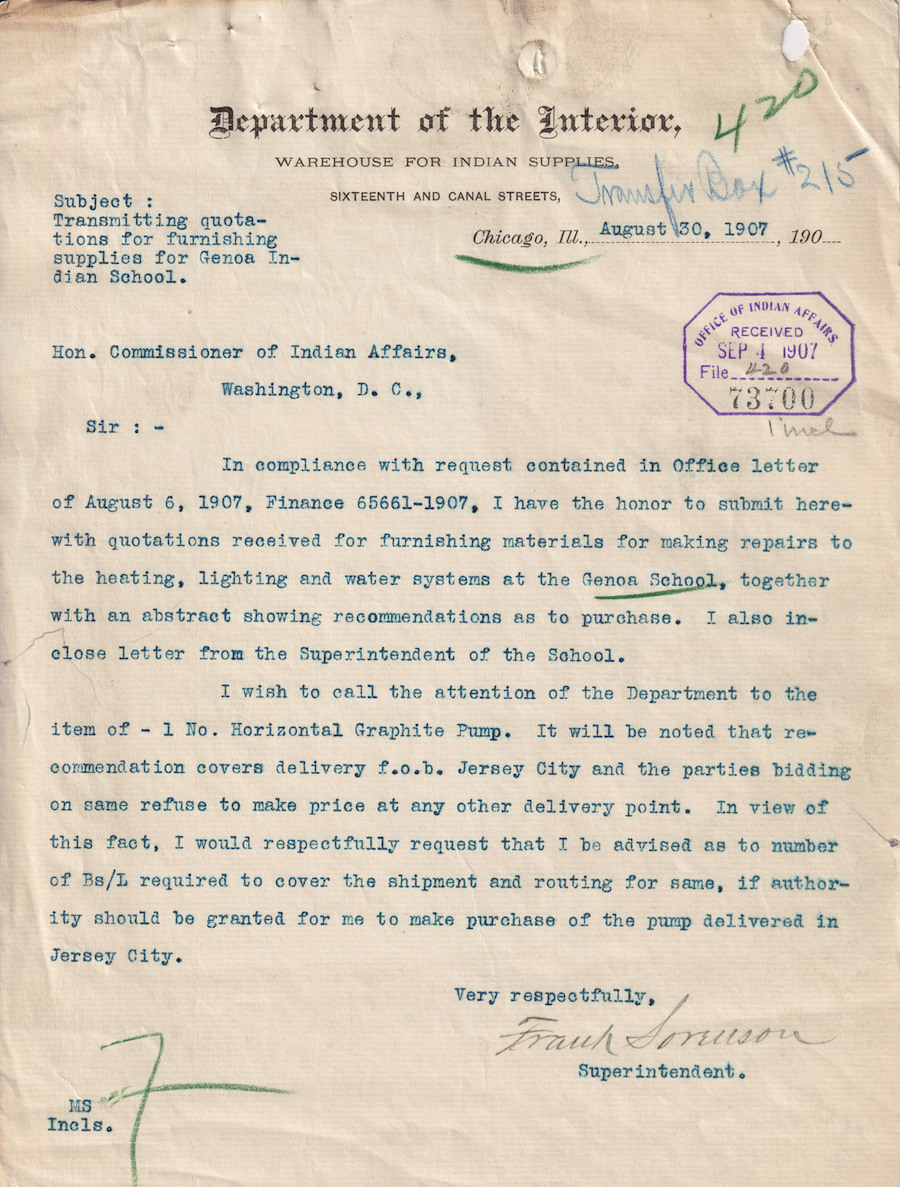 420
Department of the Interior,
WAREHOUSE FOR INDIAN SUPPLIES,
SIXTEENTH AND CANAL STREETS,
Transfer Box #215
Chicago, Ill., August 30, 1907, 190
Subject :
Transmitting quota-
tions for furnishing
supplies for Genoa In-
dian School.
OFFICE OF INDIAN AFFAIRS.
RECEIVED
SEP 4 1907
File 420
73700
1 incl
Hon. Commissioner of Indian Affairs,
Washington, D. C.,
Sir : -
In compliance with request contained in Office letter
of August 6, 1907, Finance 65661-1907, I have the honor to submit here-
with quotations received for furnishing materials for making repairs to
the heating, lighting and water systems at the Genoa School, together
with an abstract showing recommendations as to purchase. I also in-
close letter from the Superintendent of the School.
I wish to call the attention of the Department to the
item of - 1 No. Horizontal Graphite Pump. It will be noted that re-
commendation covers delivery f.o.b. Jersey City and the parties bidding
on same refuse to make price at any other delivery point. In view of
this fact, I would respectfully request that I be advised as to number
of Bs/L required to cover the shipment and routing for same, if author-
ity should be granted for me to make purchase of the pump delivered in
Jersey City.
Very respectfully,
Frank Sorenson
Superintendent.
7
MS
Incls.